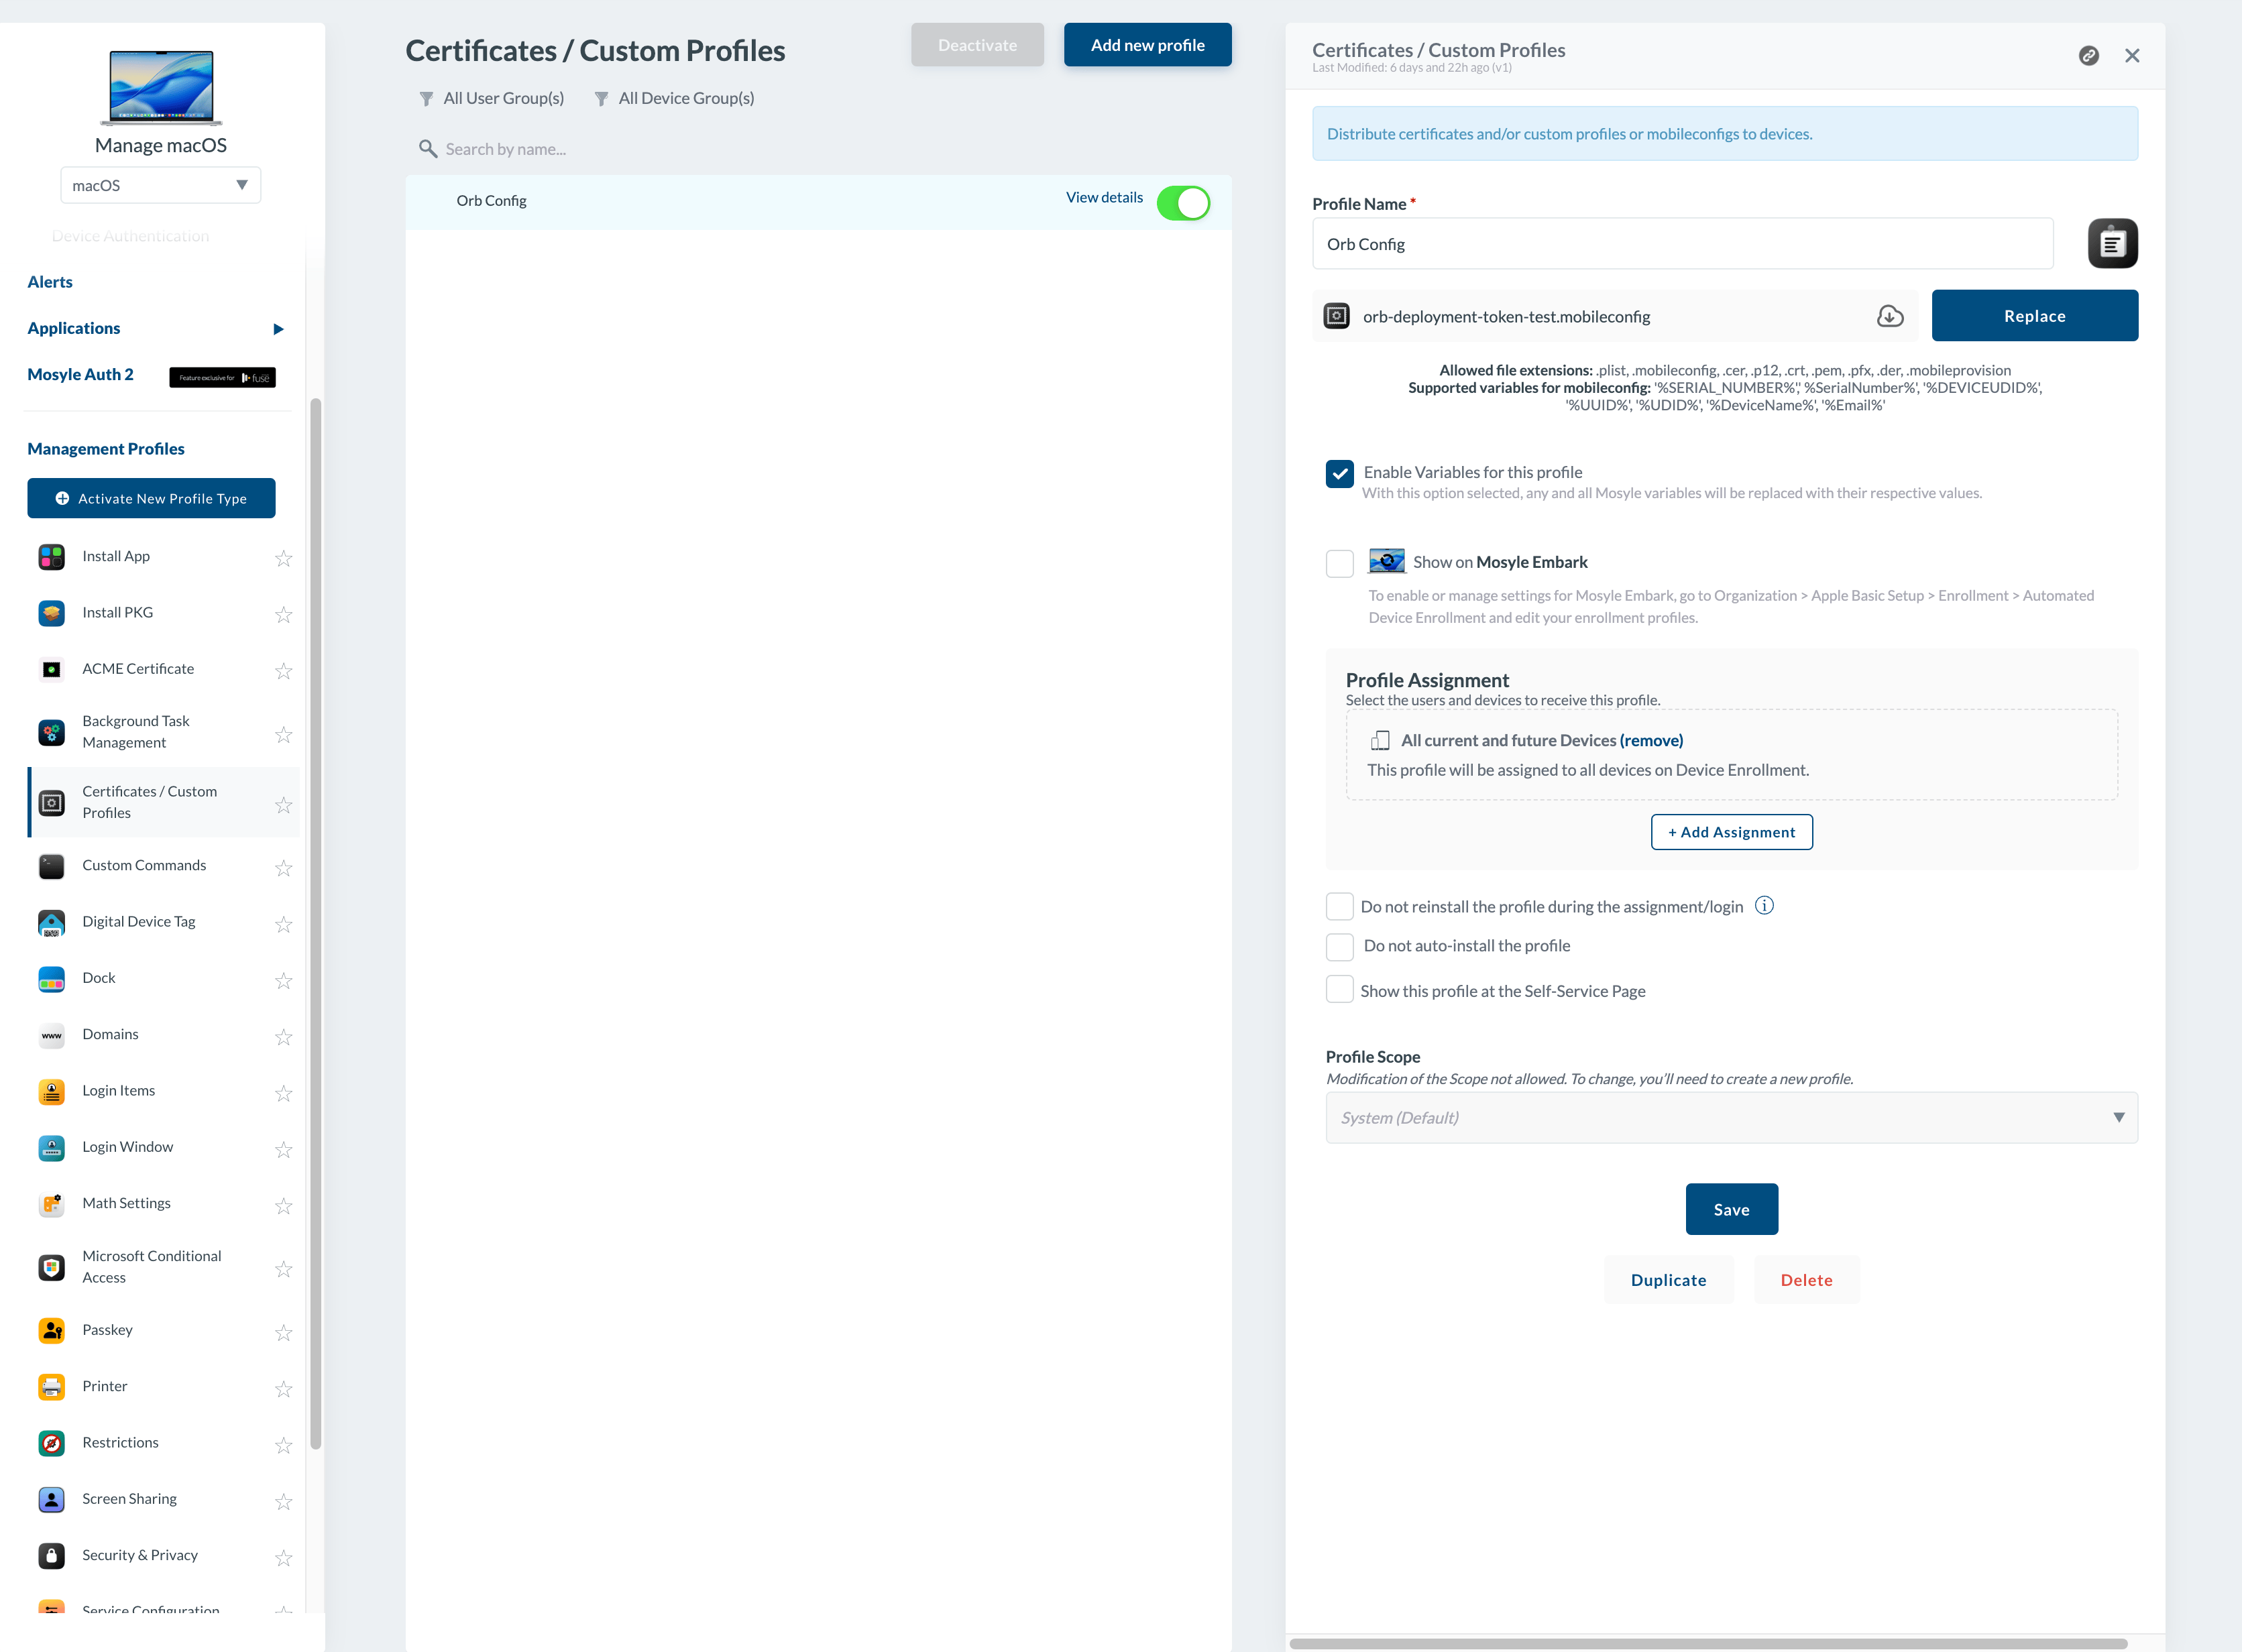 Manage macOS
macOS
Device Authentication
Alerts
Applications
Mosyle Auth 2
Feature exclusive for fuse
Management Profiles
Activate New Profile Type
Install App
Install PKG
ACME Certificate
Background Task
Management
Certificates / Custom
Profiles
Custom Commands
Digital Device Tag
Dock
www
Domains
Login Items
Login Window
Math Settings
Microsoft Conditional
Access
Passkey
Printer
Restrictions
Screen Sharing
Security & Privacy
Service Configuration
Certificates / Custom Profiles
Deactivate
Add new profile
All User Group(s)
All Device Group(s)
Search by name...
Orb Config
View details
Certificates / Custom Profiles
Last Modified: 6 days and 22h ago (v1)
Distribute certificates and/or custom profiles or mobileconfigs to devices.
Profile Name *
Orb Config
orb-deployment-token-test.mobileconfig
Replace
Allowed file extensions: .plist, .mobileconfig, .cer, .p12, .crt, .pem, .pfx, .der, .mobileprovision
Supported variables for mobileconfig: '%SERIAL_NUMBER%',' %SerialNumber%', '%DEVICEUDID%',
'%UUID%', '%UDID%', '%DeviceName%', '%Email%'
Enable Variables for this profile
With this option selected, any and all Mosyle variables will be replaced with their respective values.
Show on Mosyle Embark
To enable or manage settings for Mosyle Embark, go to Organization > Apple Basic Setup > Enrollment > Automated
Device Enrollment and edit your enrollment profiles.
Profile Assignment
Select the users and devices to receive this profile.
All current and future Devices (remove)
This profile will be assigned to all devices on Device Enrollment.
+ Add Assignment
Do not reinstall the profile during the assignment/login
Do not auto-install the profile
Show this profile at the Self-Service Page
Profile Scope
Modification of the Scope not allowed. To change, you'll need to create a new profile.
System (Default)
Save
Duplicate
Delete